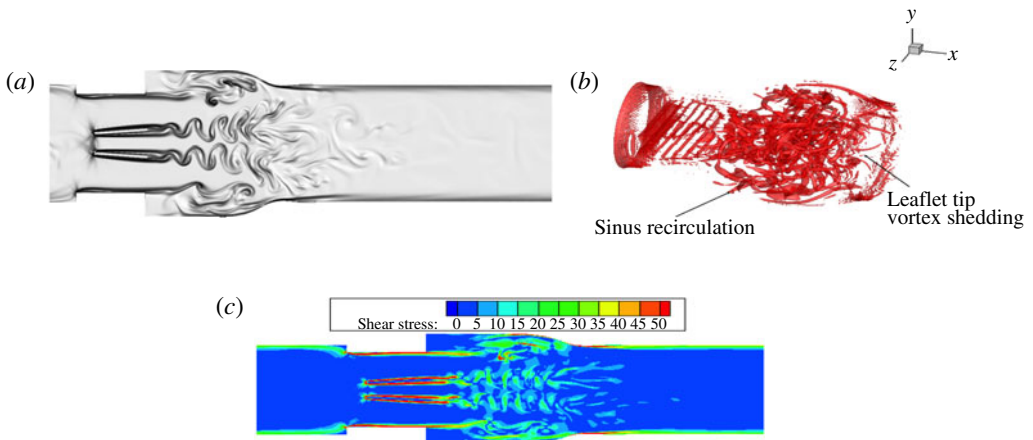 (a)
(b)
y
x
z
Leaflet tip
vortex shedding
Sinus recirculation
(c)
Shear stress: 0 5 10 15 20 25 30 35 40 45 50